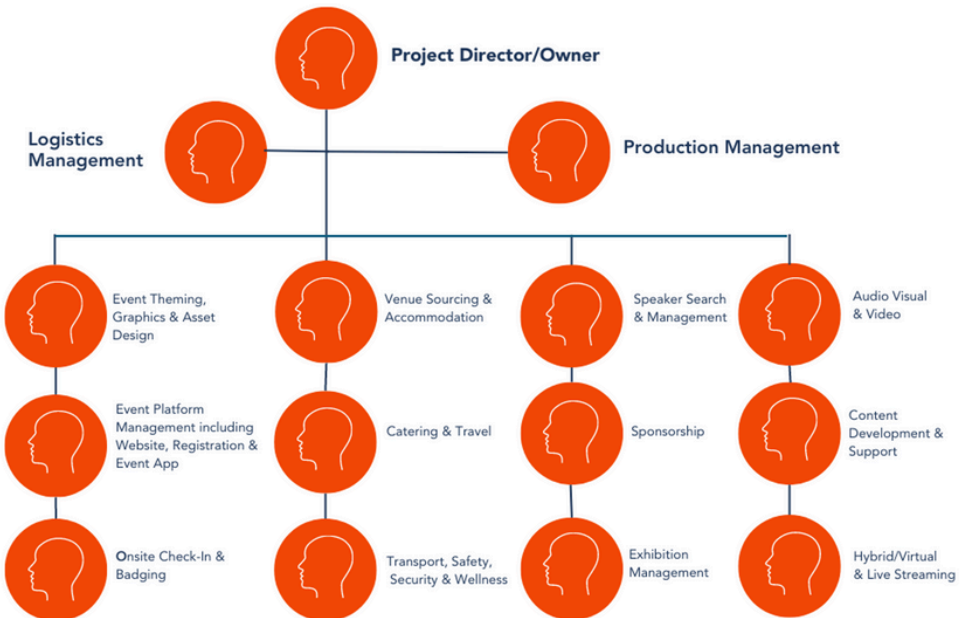 Project Director/Owner
Logistics
Management
Production Management
Event Theming,
Graphics & Asset
Design
Venue Sourcing &
Accommodation
Speaker Search
& Management
Audio Visual
& Video
Event Platform
Management including
Website, Registration &
Event App
Catering & Travel
Sponsorship
Content
Development &
Support
Onsite Check-In &
Badging
Transport, Safety,
Security & Wellness
Exhibition
Management
Hybrid/Virtual
& Live Streaming